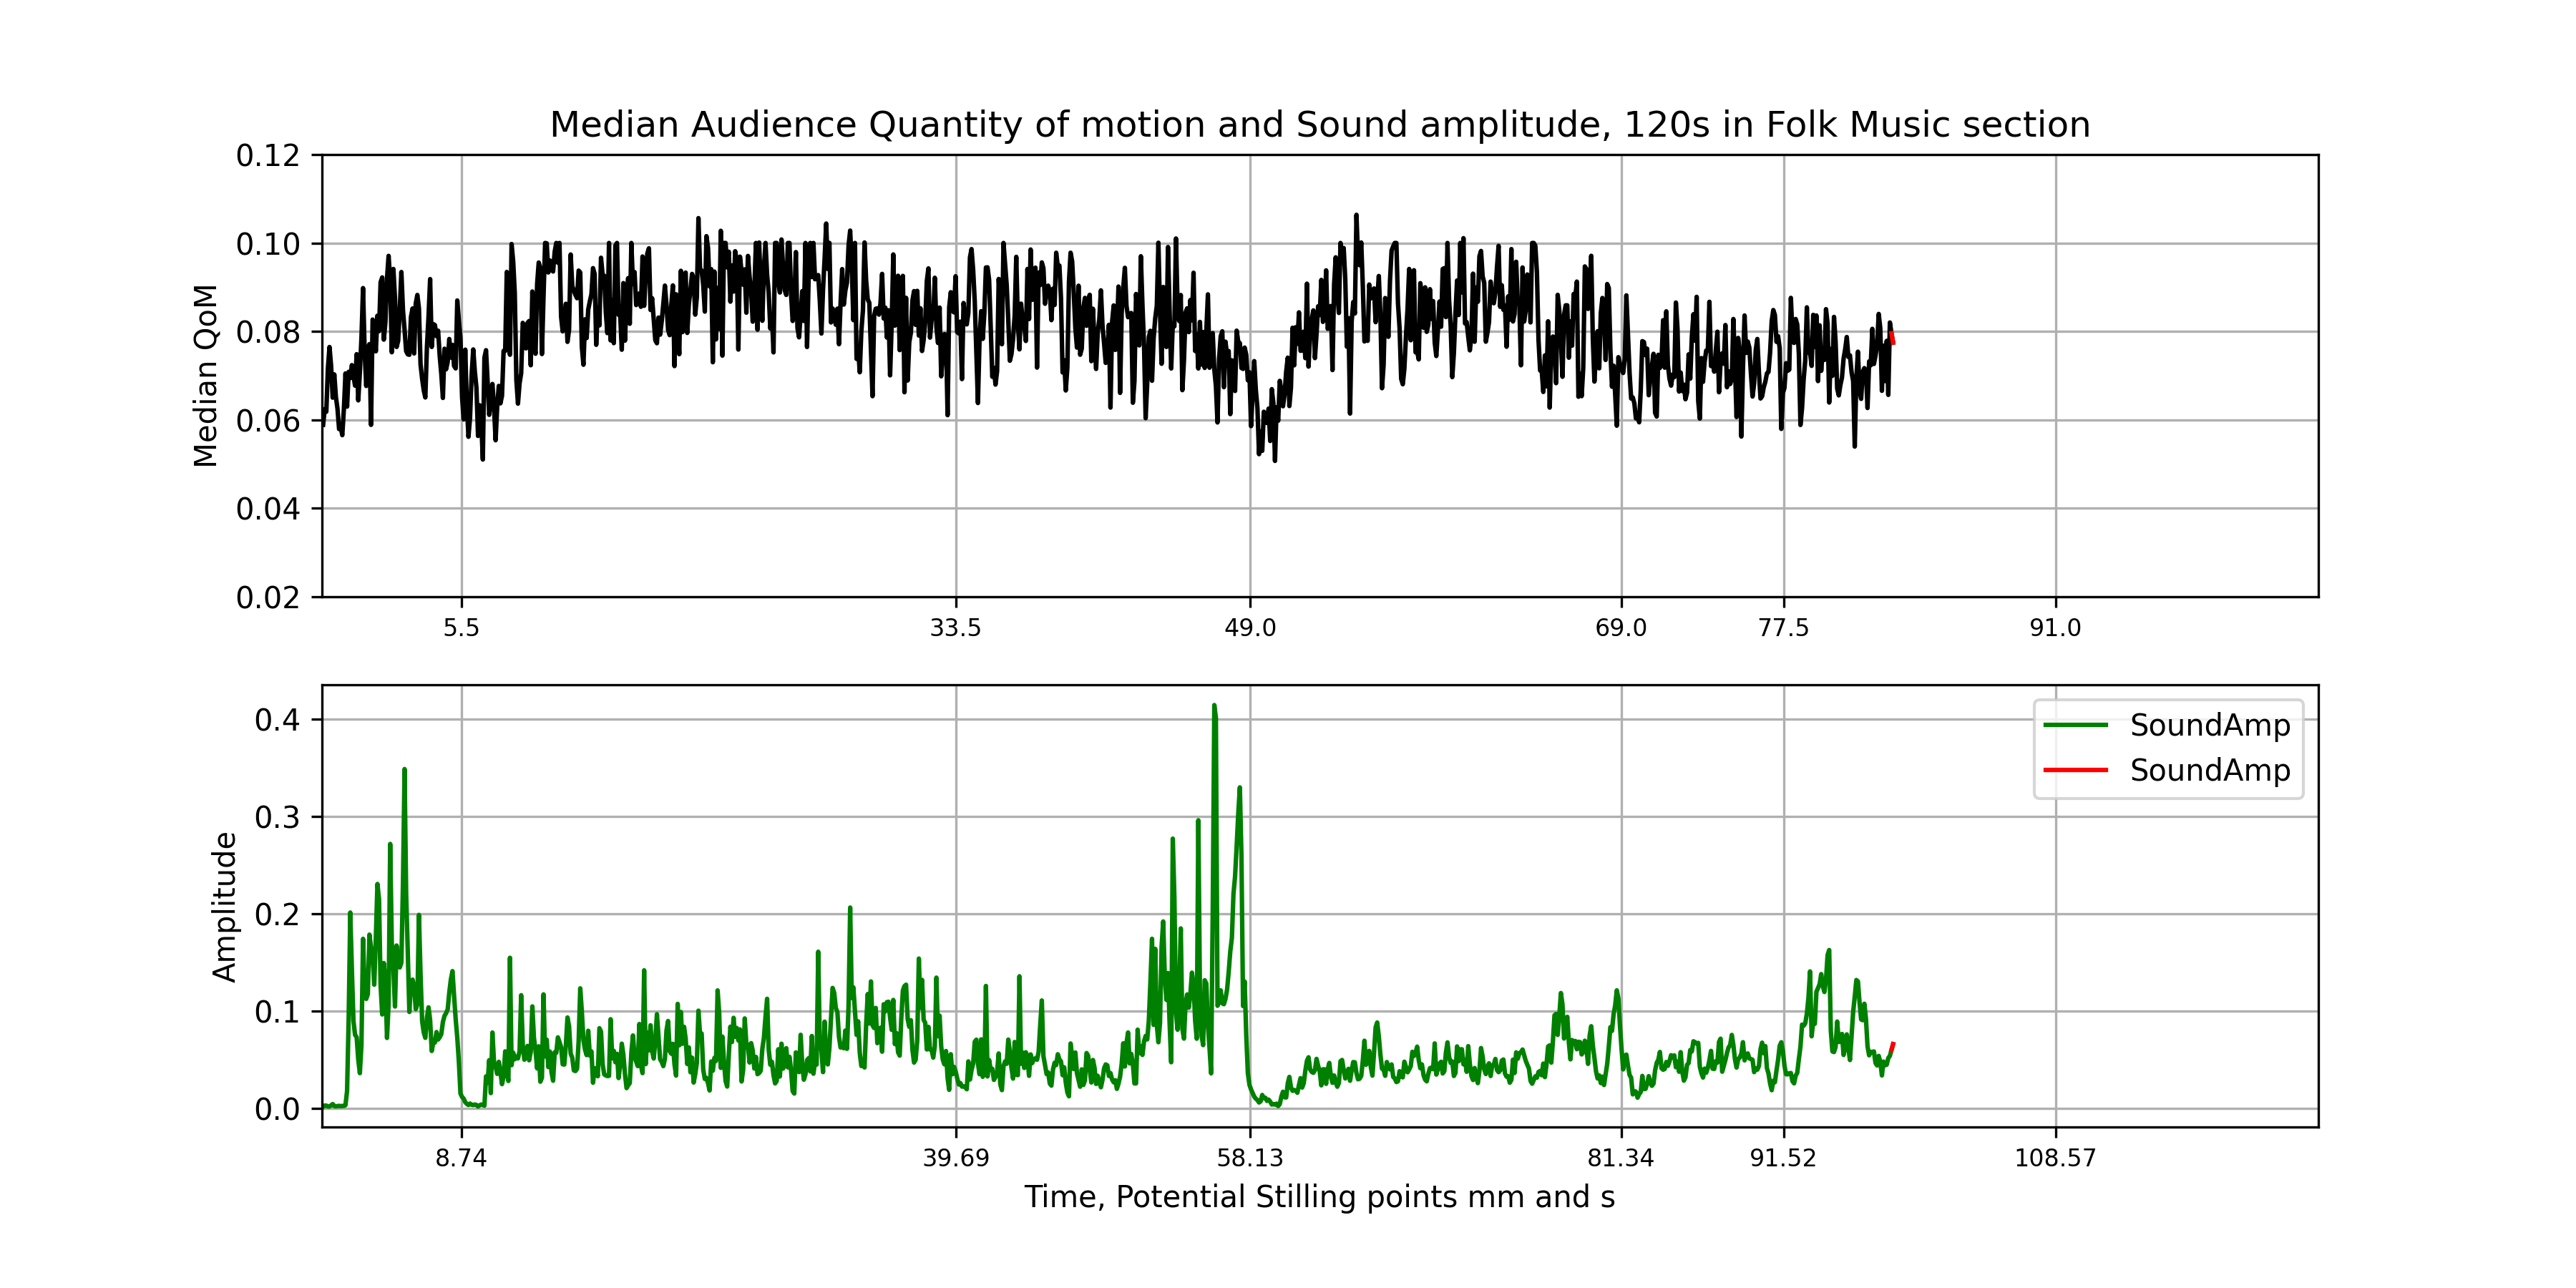 Median Audience Quantity of motion and Sound amplitude, 120s in Folk Music section
0.12
0.10
0.08
0.06
0.04
0.02
Median QoM
5.5 33.5 49.0 69.0 77.5 91.0
0.4
0.3
0.2
0.1
0.0
Amplitude
SoundAmp
SoundAmp
8.74 39.69 58.13 81.34 91.52 108.57
Time, Potential Stilling points mm and s